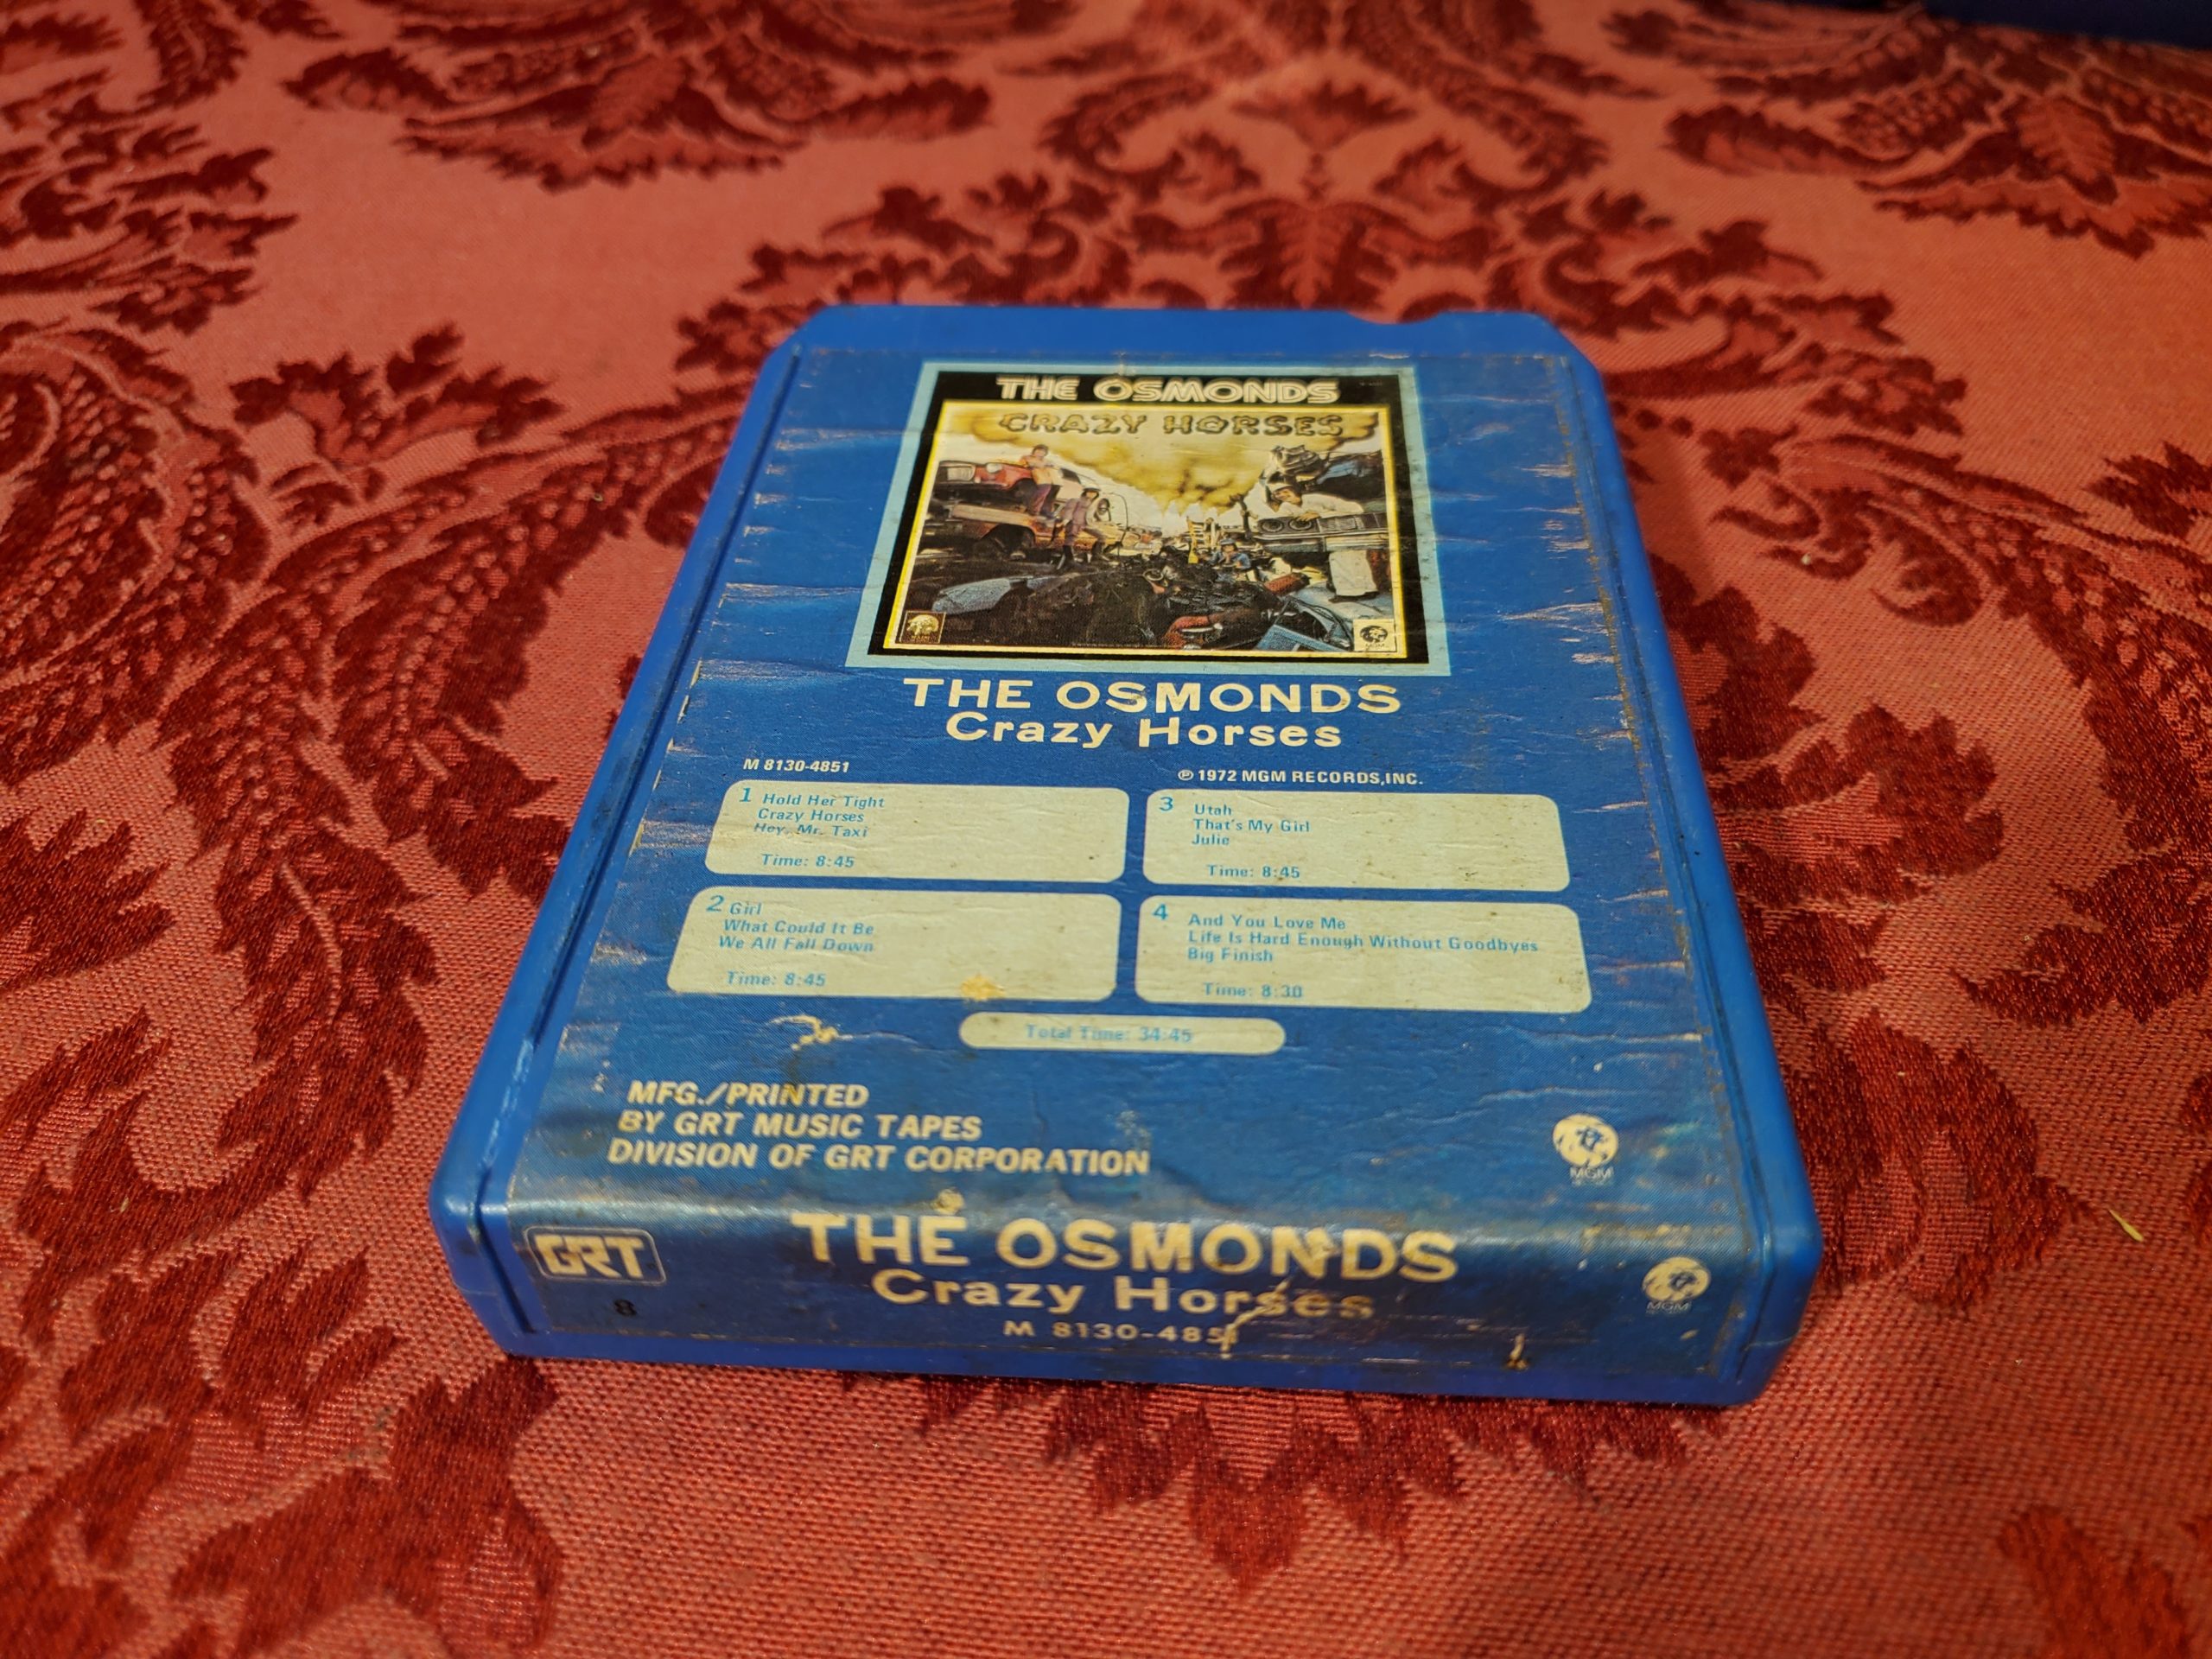 THE OSMONDS
CRAZY HORSES
THE OSMONDS
Crazy Horses
M 8130-4851
℗ 1972 MGM RECORDS,INC.
1 Hold Her Tight
Crazy Horses
Hey, Mr. Taxi
Time: 8:45
2 Girl
What Could It Be
We All Fall Down
Time: 8:45
3 Utah
That's My Girl
Julie
Time: 8:45
4 And You Love Me
Life Is Hard Enough Without Goodbyes
Big Finish
Time: 8:30
Total Time: 34:45
MFG./PRINTED
BY GRT MUSIC TAPES
DIVISION OF GRT CORPORATION
MGM
GRT
8
THE OSMONDS
Crazy Horses
M 8130-4851
MGM